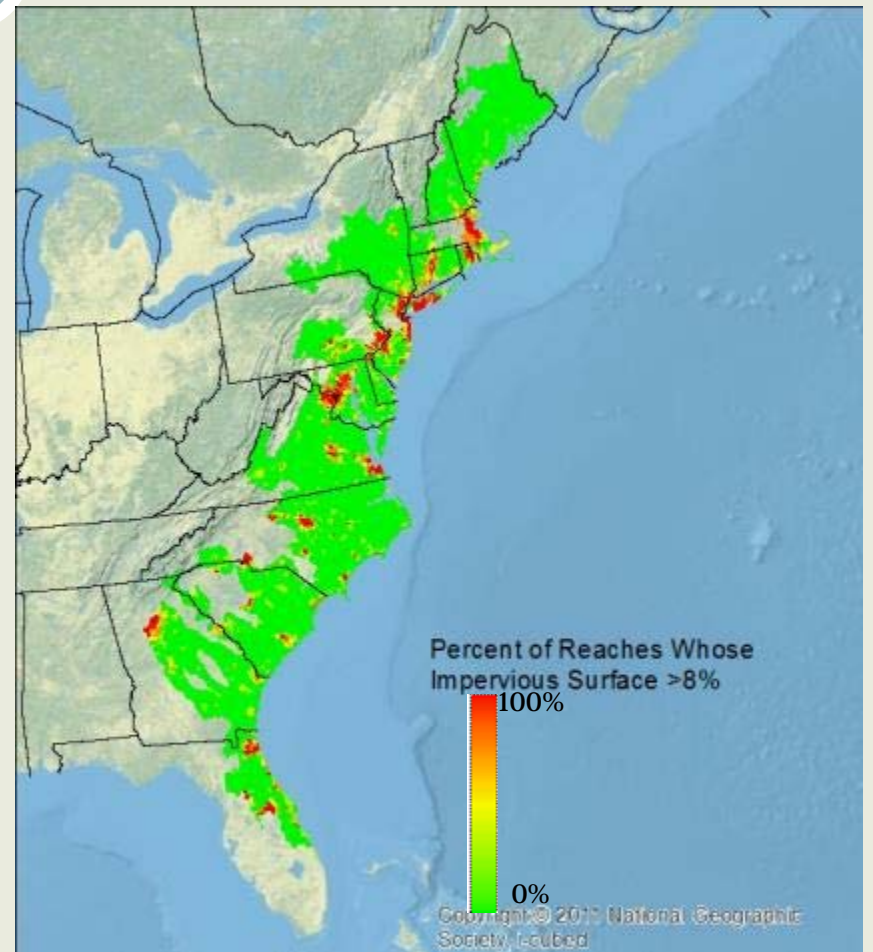 Percent of Reaches Whose
Impervious Surface >8%
100%
0%
Copyright:© 2011 National Geographic
Society, i-cubed